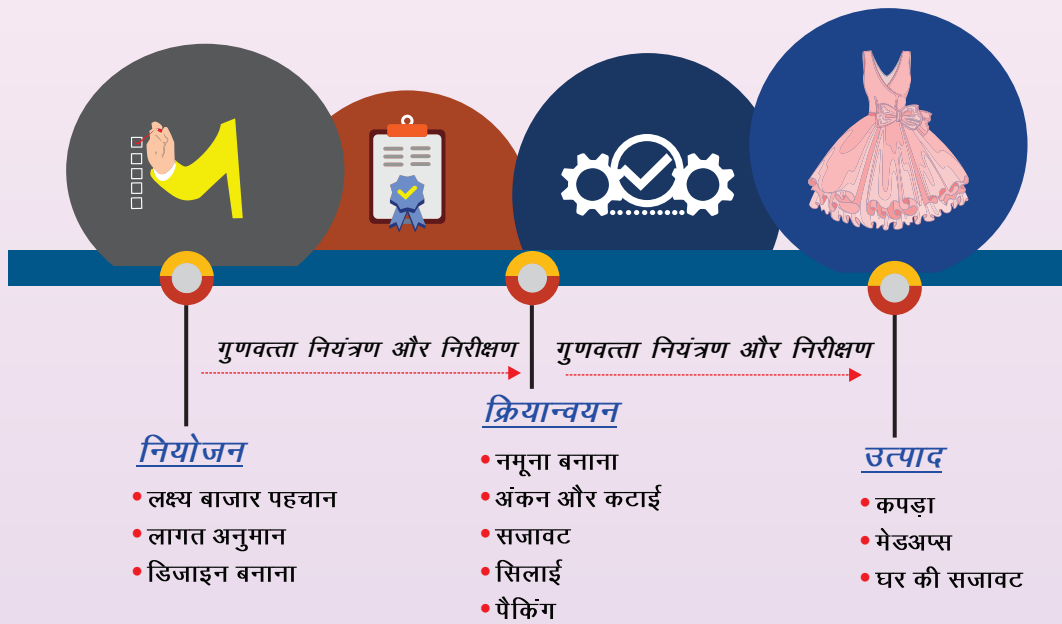 गुणवत्ता नियंत्रण और निरीक्षण
गुणवत्ता नियंत्रण और निरीक्षण
नियोजन
• लक्ष्य बाजार पहचान
• लागत अनुमान
• डिजाइन बनाना
क्रियान्वयन
• नमूना बनाना
• अंकन और कटाई
• सजावट
• सिलाई
• पैकिंग
उत्पाद
• कपड़ा
• मेडअप्स
• घर की सजावट